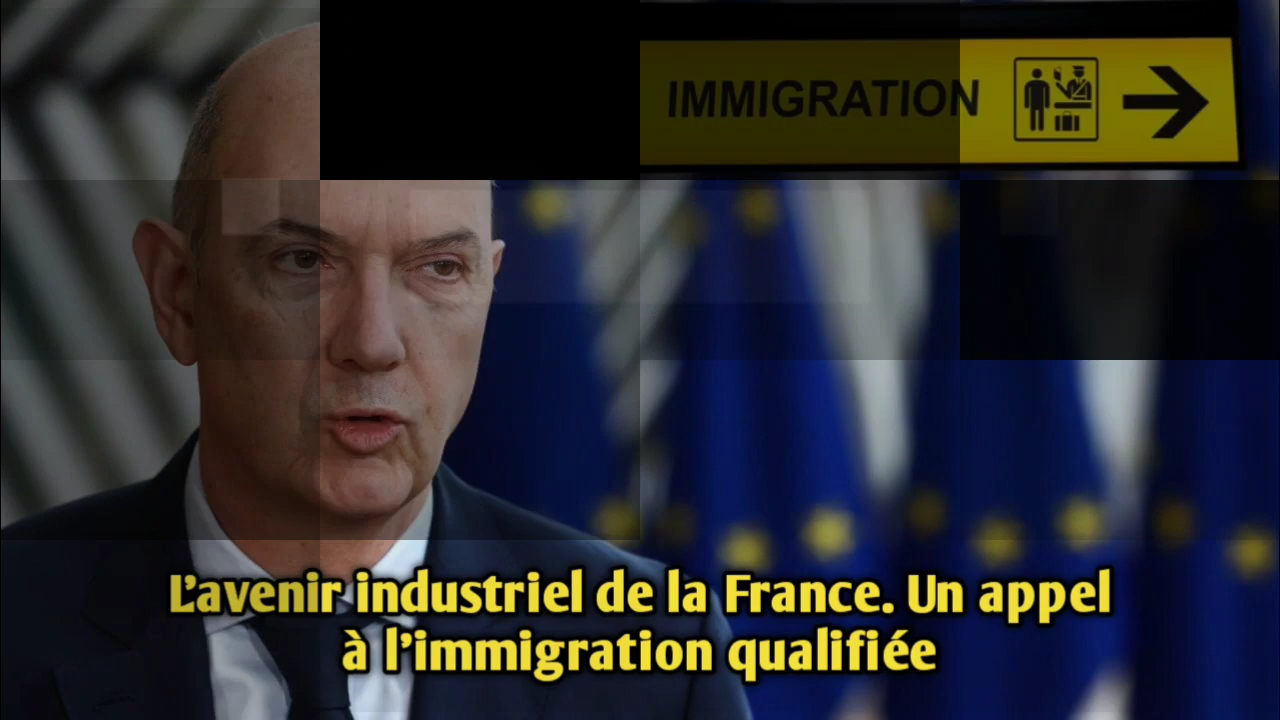 IMMIGRATION
L'avenir industriel de la France. Un appel
à l'immigration qualifiée